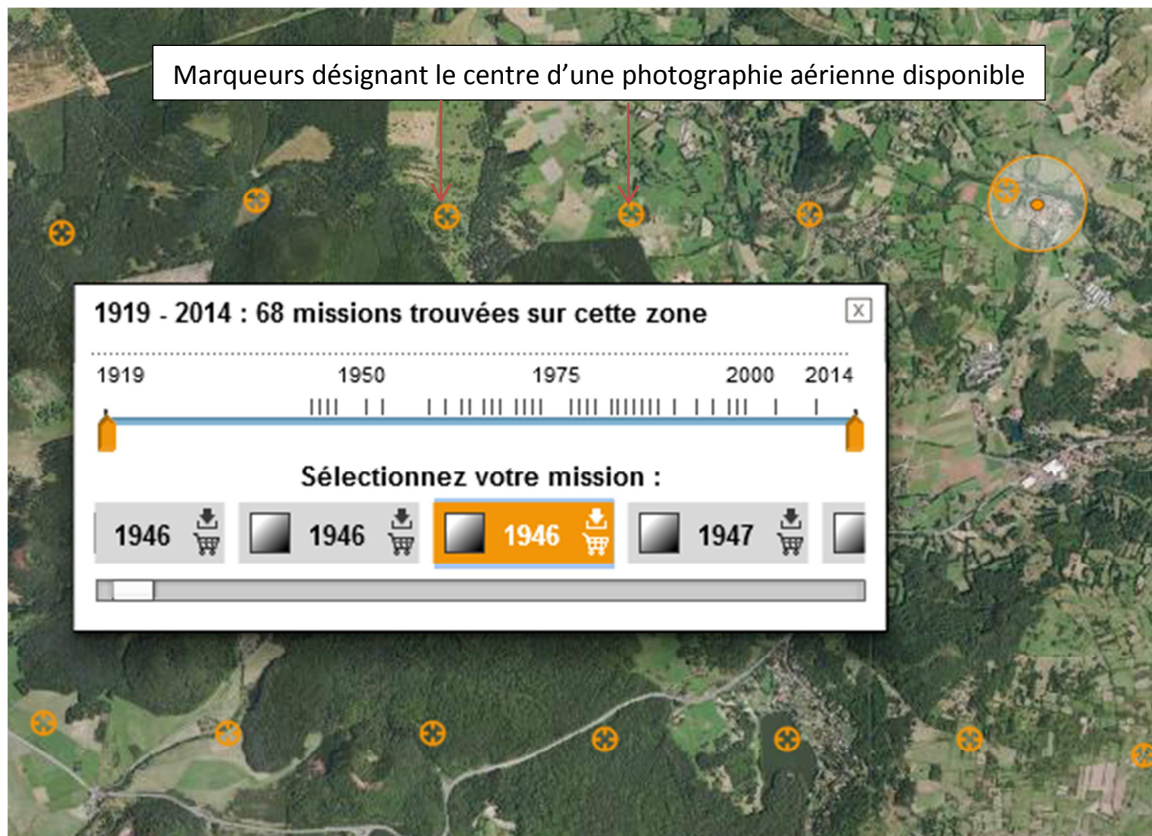 Marqueurs désignant le centre d’une photographie aérienne disponible
1919 - 2014 : 68 missions trouvées sur cette zone
X
1919 1950 1975 2000 2014
Sélectionnez votre mission :
1946 1946 1946 1947